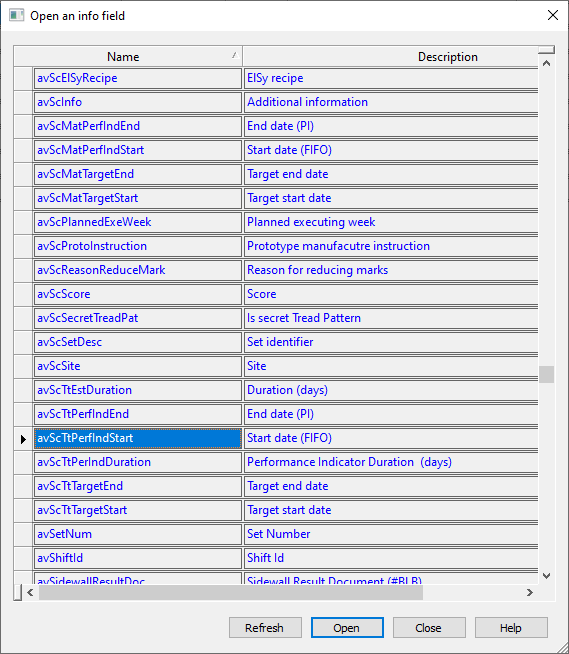 Open an info field
Name Description
avScElSyRecipe ElSy recipe
avScInfo Additional information
avScMatPerfIndEnd End date (PI)
avScMatPerfIndStart Start date (FIFO)
avScMatTargetEnd Target end date
avScMatTargetStart Target start date
avScPlannedExeWeek Planned executing week
avScProtoInstruction Prototype manufacutre instruction
avScReasonReduceMark Reason for reducing marks
avScScore Score
avScSecretTreadPat Is secret Tread Pattern
avScSetDesc Set identifier
avScSite Site
avScTtEstDuration Duration (days)
avScTtPerfIndEnd End date (PI)
avScTtPerfIndStart Start date (FIFO)
avScTtPerIndDuration Performance Indicator Duration (days)
avScTtTargetEnd Target end date
avScTtTargetStart Target start date
avSetNum Set Number
avShiftId Shift Id
avSidewallResultDoc Sidewall Result Document (#BLB)
Refresh Open Close Help